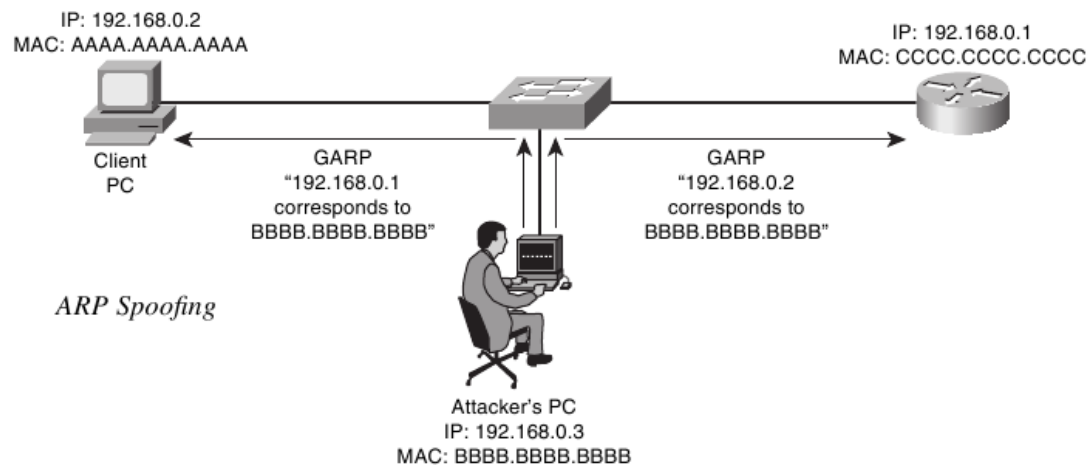 IP: 192.168.0.2
MAC: AAAA.AAAA.AAAA
IP: 192.168.0.1
MAC: CCCC.CCCC.CCCC
Client
PC
GARP
“192.168.0.1
corresponds to
BBBB.BBBB.BBBB”
GARP
“192.168.0.2
corresponds to
BBBB.BBBB.BBBB”
ARP Spoofing
Attacker's PC
IP: 192.168.0.3
MAC: BBBB.BBBB.BBBB